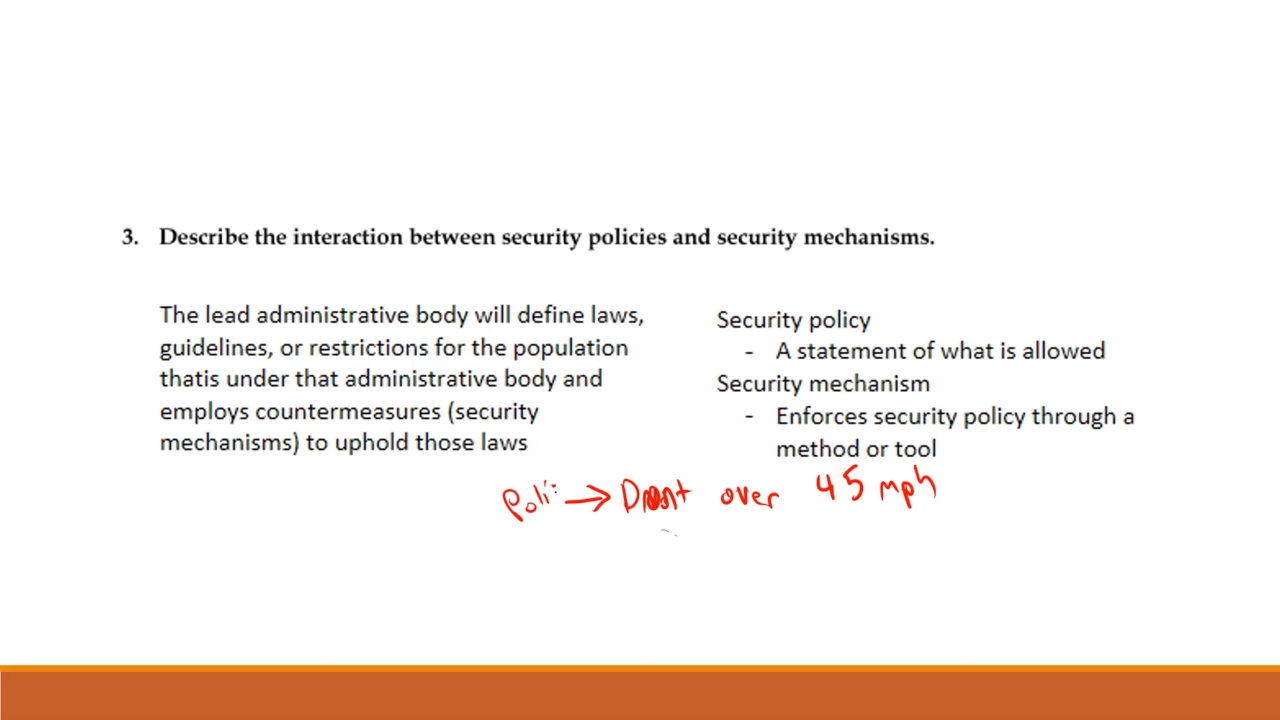 3. Describe the interaction between security policies and security mechanisms.
The lead administrative body will define laws,
guidelines, or restrictions for the population
thatis under that administrative body and
employs countermeasures (security
mechanisms) to uphold those laws
Security policy
- A statement of what is allowed
Security mechanism
- Enforces security policy through a
method or tool
Poli → over 45 mph